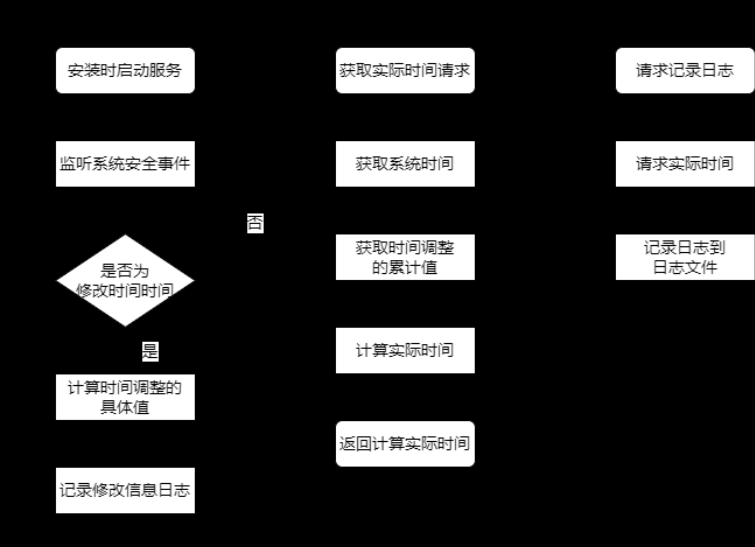 安装时启动服务
监听系统安全事件
否
是否为
修改时间时间
是
计算时间调整的
具体值
记录修改信息日志
获取实际时间请求
获取系统时间
获取时间调整
的累计值
计算实际时间
返回计算实际时间
请求记录日志
请求实际时间
记录日志到
日志文件